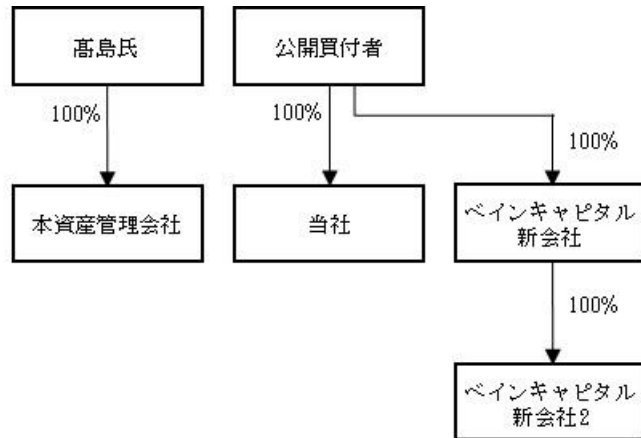 髙島氏
公開買付者
100%
100%
100%
本資産管理会社
当社
ベインキャピタル
新会社
100%
ベインキャピタル
新会社2